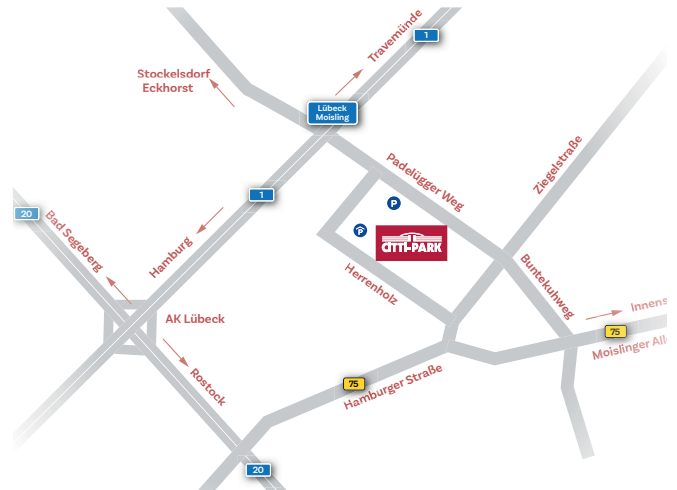 Travemünde
1
Stockelsdorf
Eckhorst
Lübeck
Moisling
Ziegelstraße
Padelügger Weg
1
P
20
Bad Segeberg
P
CITTI-PARK
Hamburg
Herrenholz
Buntekuhweg
Innens
AK Lübeck
75
Moislinger All
Rostock
75
Hamburger Straße
20